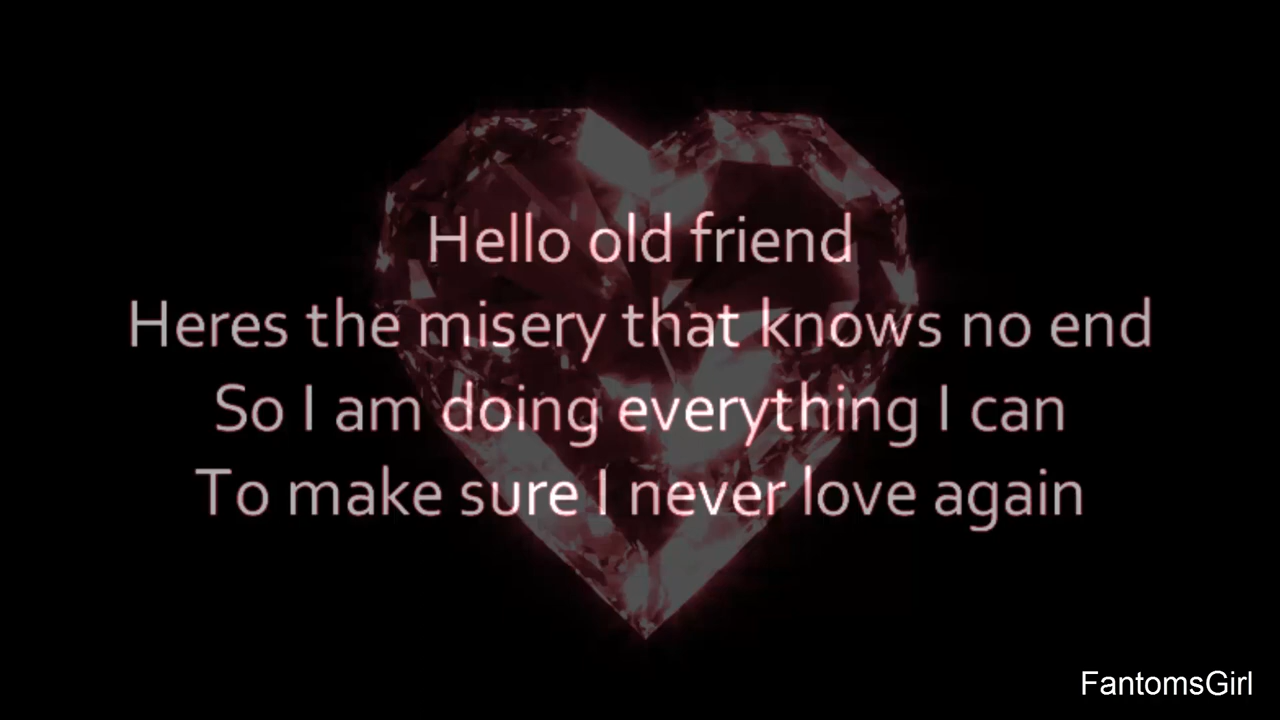 Hello old friend
Heres the misery that knows no end
So I am doing everything I can
To make sure I never love again
FantomsGirl